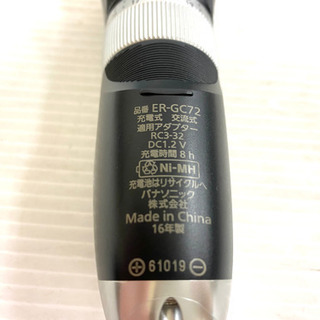 品番 ER-GC72
充電式 交流式
適用アダプター
RC3-32
DC1.2 V
充電時間 8 h
Ni-MH
充電池はリサイクルへ
パナソニック
株式会社
Made in China
16年製
⊕61019⊖